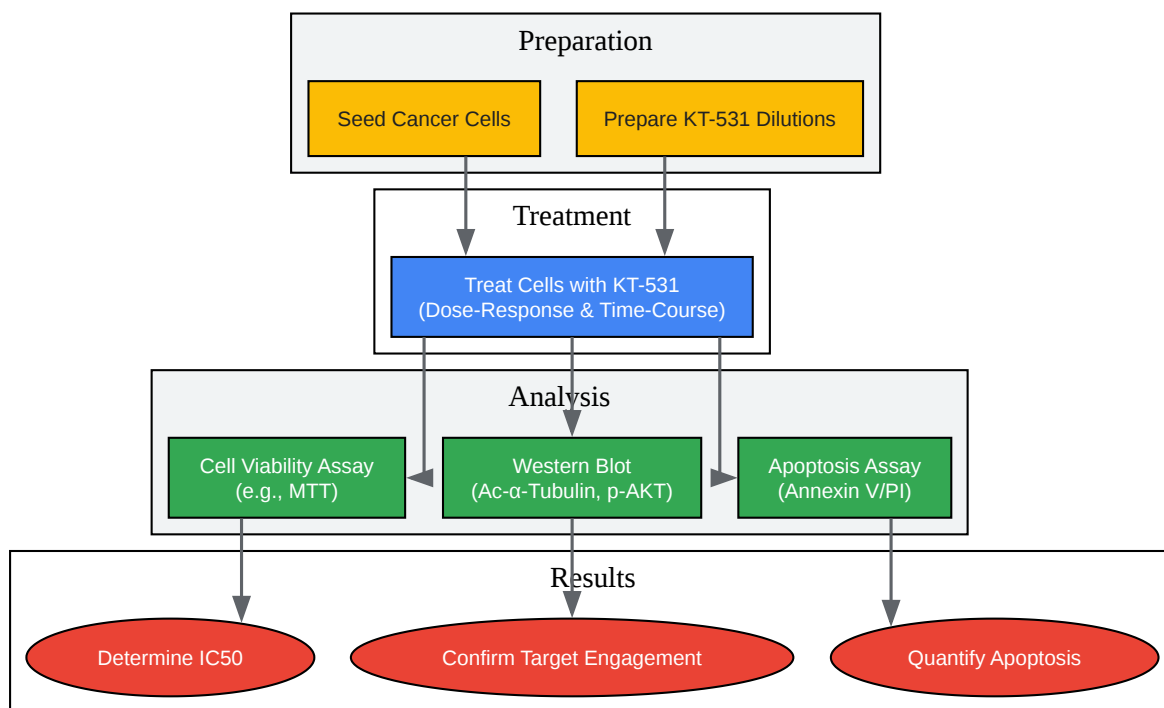 Preparation
Seed Cancer Cells
Prepare KT-531 Dilutions
Treatment
Treat Cells with KT-531
(Dose-Response & Time-Course)
Analysis
Cell Viability Assay
(e.g., MTT)
Western Blot
(Ac-α-Tubulin, p-AKT)
Apoptosis Assay
(Annexin V/PI)
Results
Determine IC50
Confirm Target Engagement
Quantify Apoptosis